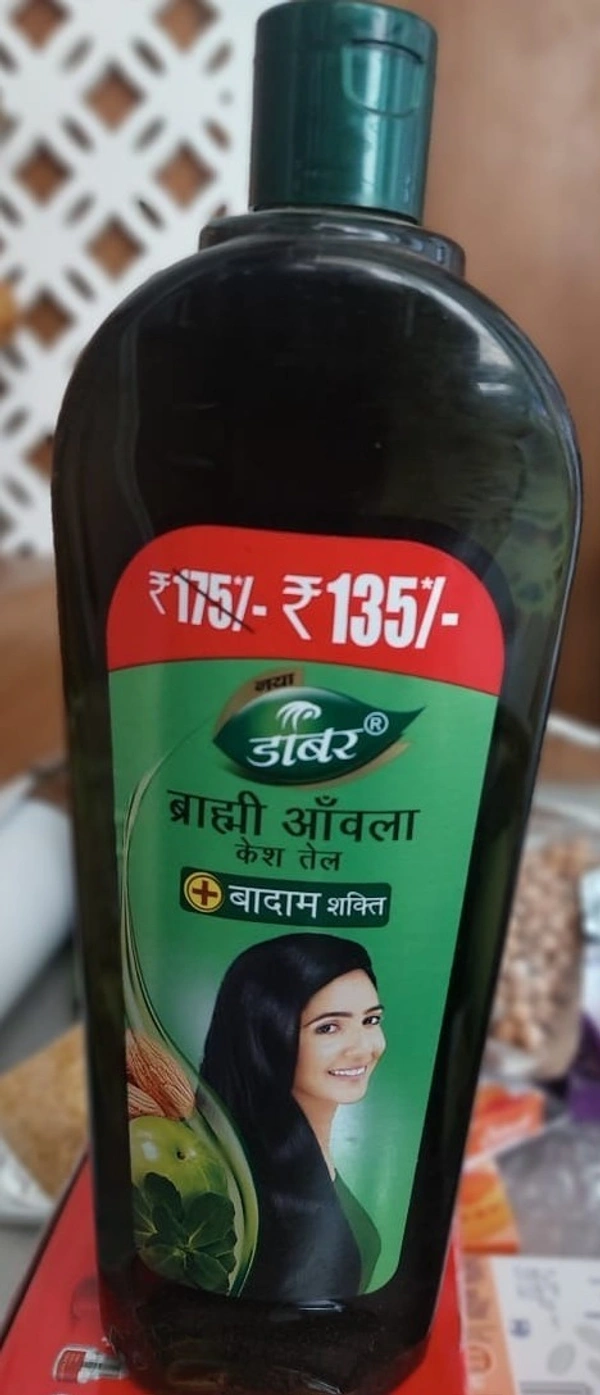 ₹175*/- ₹135*/-
नया
डाबर®
ब्राह्मी आँवला
केश तेल
+ बादाम शक्ति